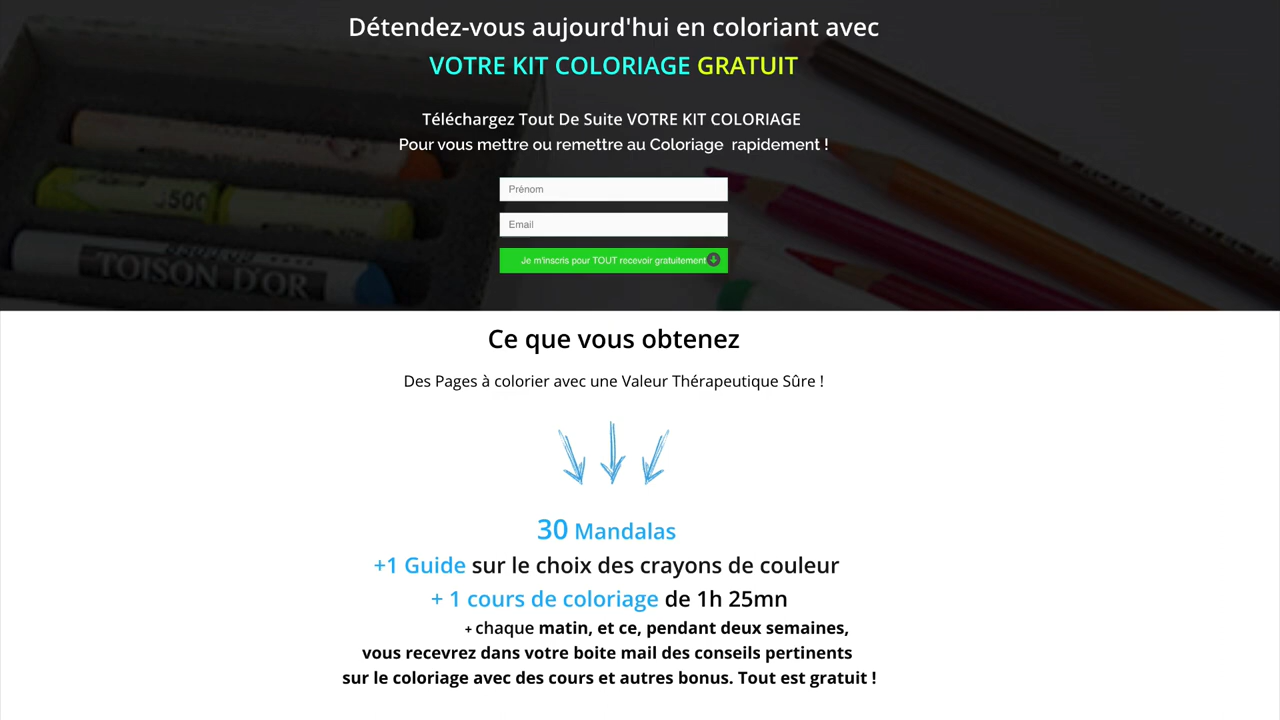 Détendez-vous aujourd'hui en coloriant avec
VOTRE KIT COLORIAGE GRATUIT
Téléchargez Tout De Suite VOTRE KIT COLORIAGE
Pour vous mettre ou remettre au Coloriage rapidement !
Prénom
Email
Je m'inscris pour TOUT recevoir gratuitement
500
TOISON D'OR
Ce que vous obtenez
Des Pages à colorier avec une Valeur Thérapeutique Sûre !
30 Mandalas
+1 Guide sur le choix des crayons de couleur
+ 1 cours de coloriage de 1h 25mn
+ chaque matin, et ce, pendant deux semaines,
vous recevrez dans votre boite mail des conseils pertinents
sur le coloriage avec des cours et autres bonus. Tout est gratuit !